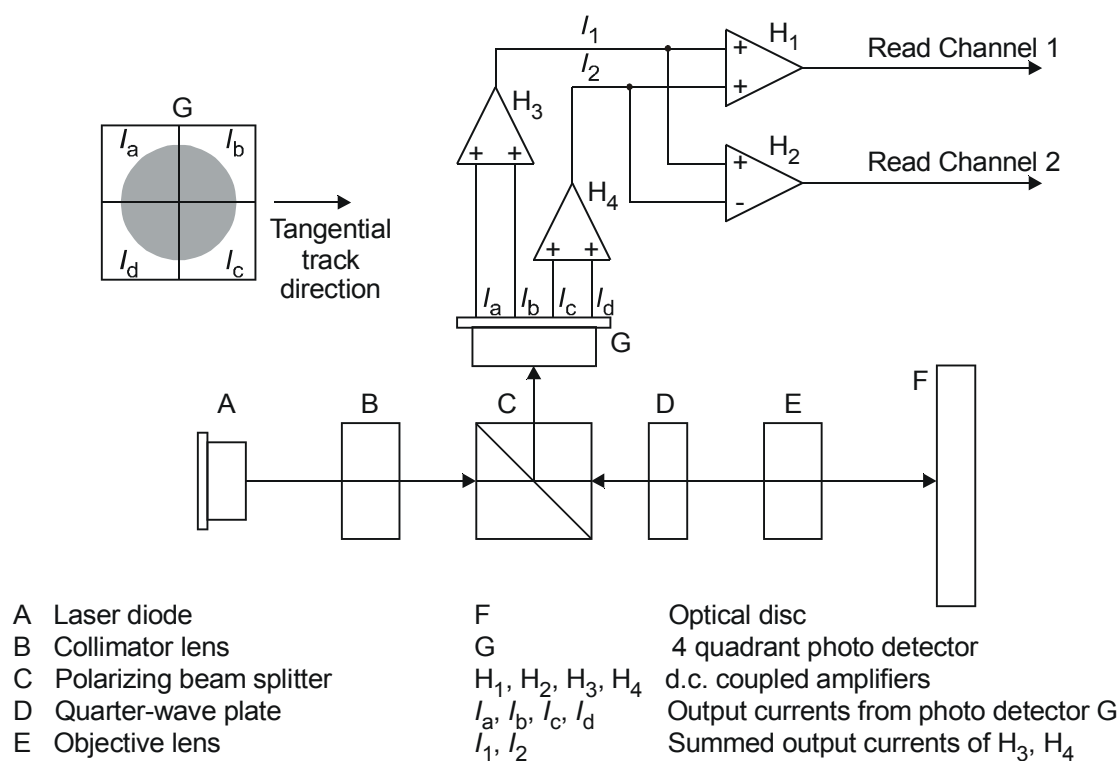 I1
I2
H1
Read Channel 1
+
+
H3
+ +
H2
Read Channel 2
+
-
H4
+ +
G
Ia Ib
Id Ic
Tangential
track
direction
Ia Ib Ic Id
G
A B C D E F
A Laser diode F Optical disc
B Collimator lens G 4 quadrant photo detector
C Polarizing beam splitter H1, H2, H3, H4 d.c. coupled amplifiers
D Quarter-wave plate Ia, Ib, Ic, Id Output currents from photo detector G
E Objective lens I1, I2 Summed output currents of H3, H4